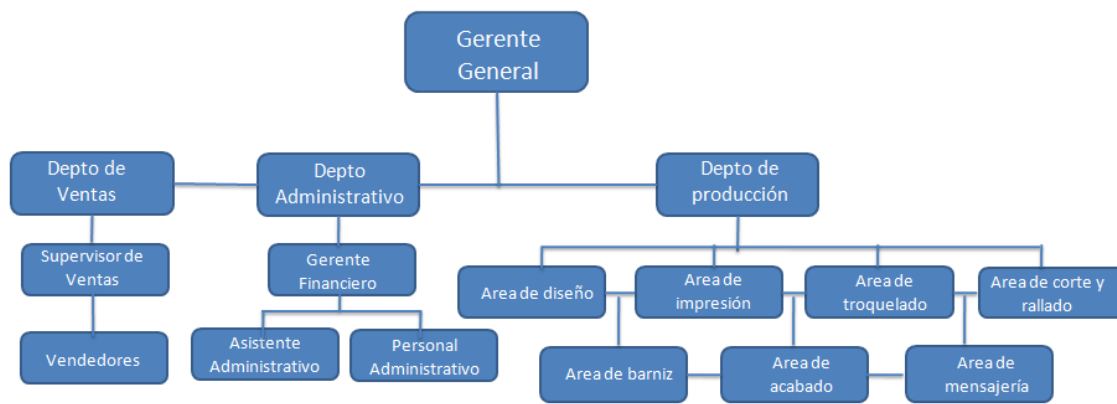 Gerente
General
Depto de
Ventas
Depto
Administrativo
Depto de
producción
Supervisor de
Ventas
Gerente
Financiero
Area de diseño
Area de
impresión
Area de
troquelado
Area de corte y
rallado
Vendedores
Asistente
Administrativo
Personal
Administrativo
Area de barniz
Area de
acabado
Area de
mensajería